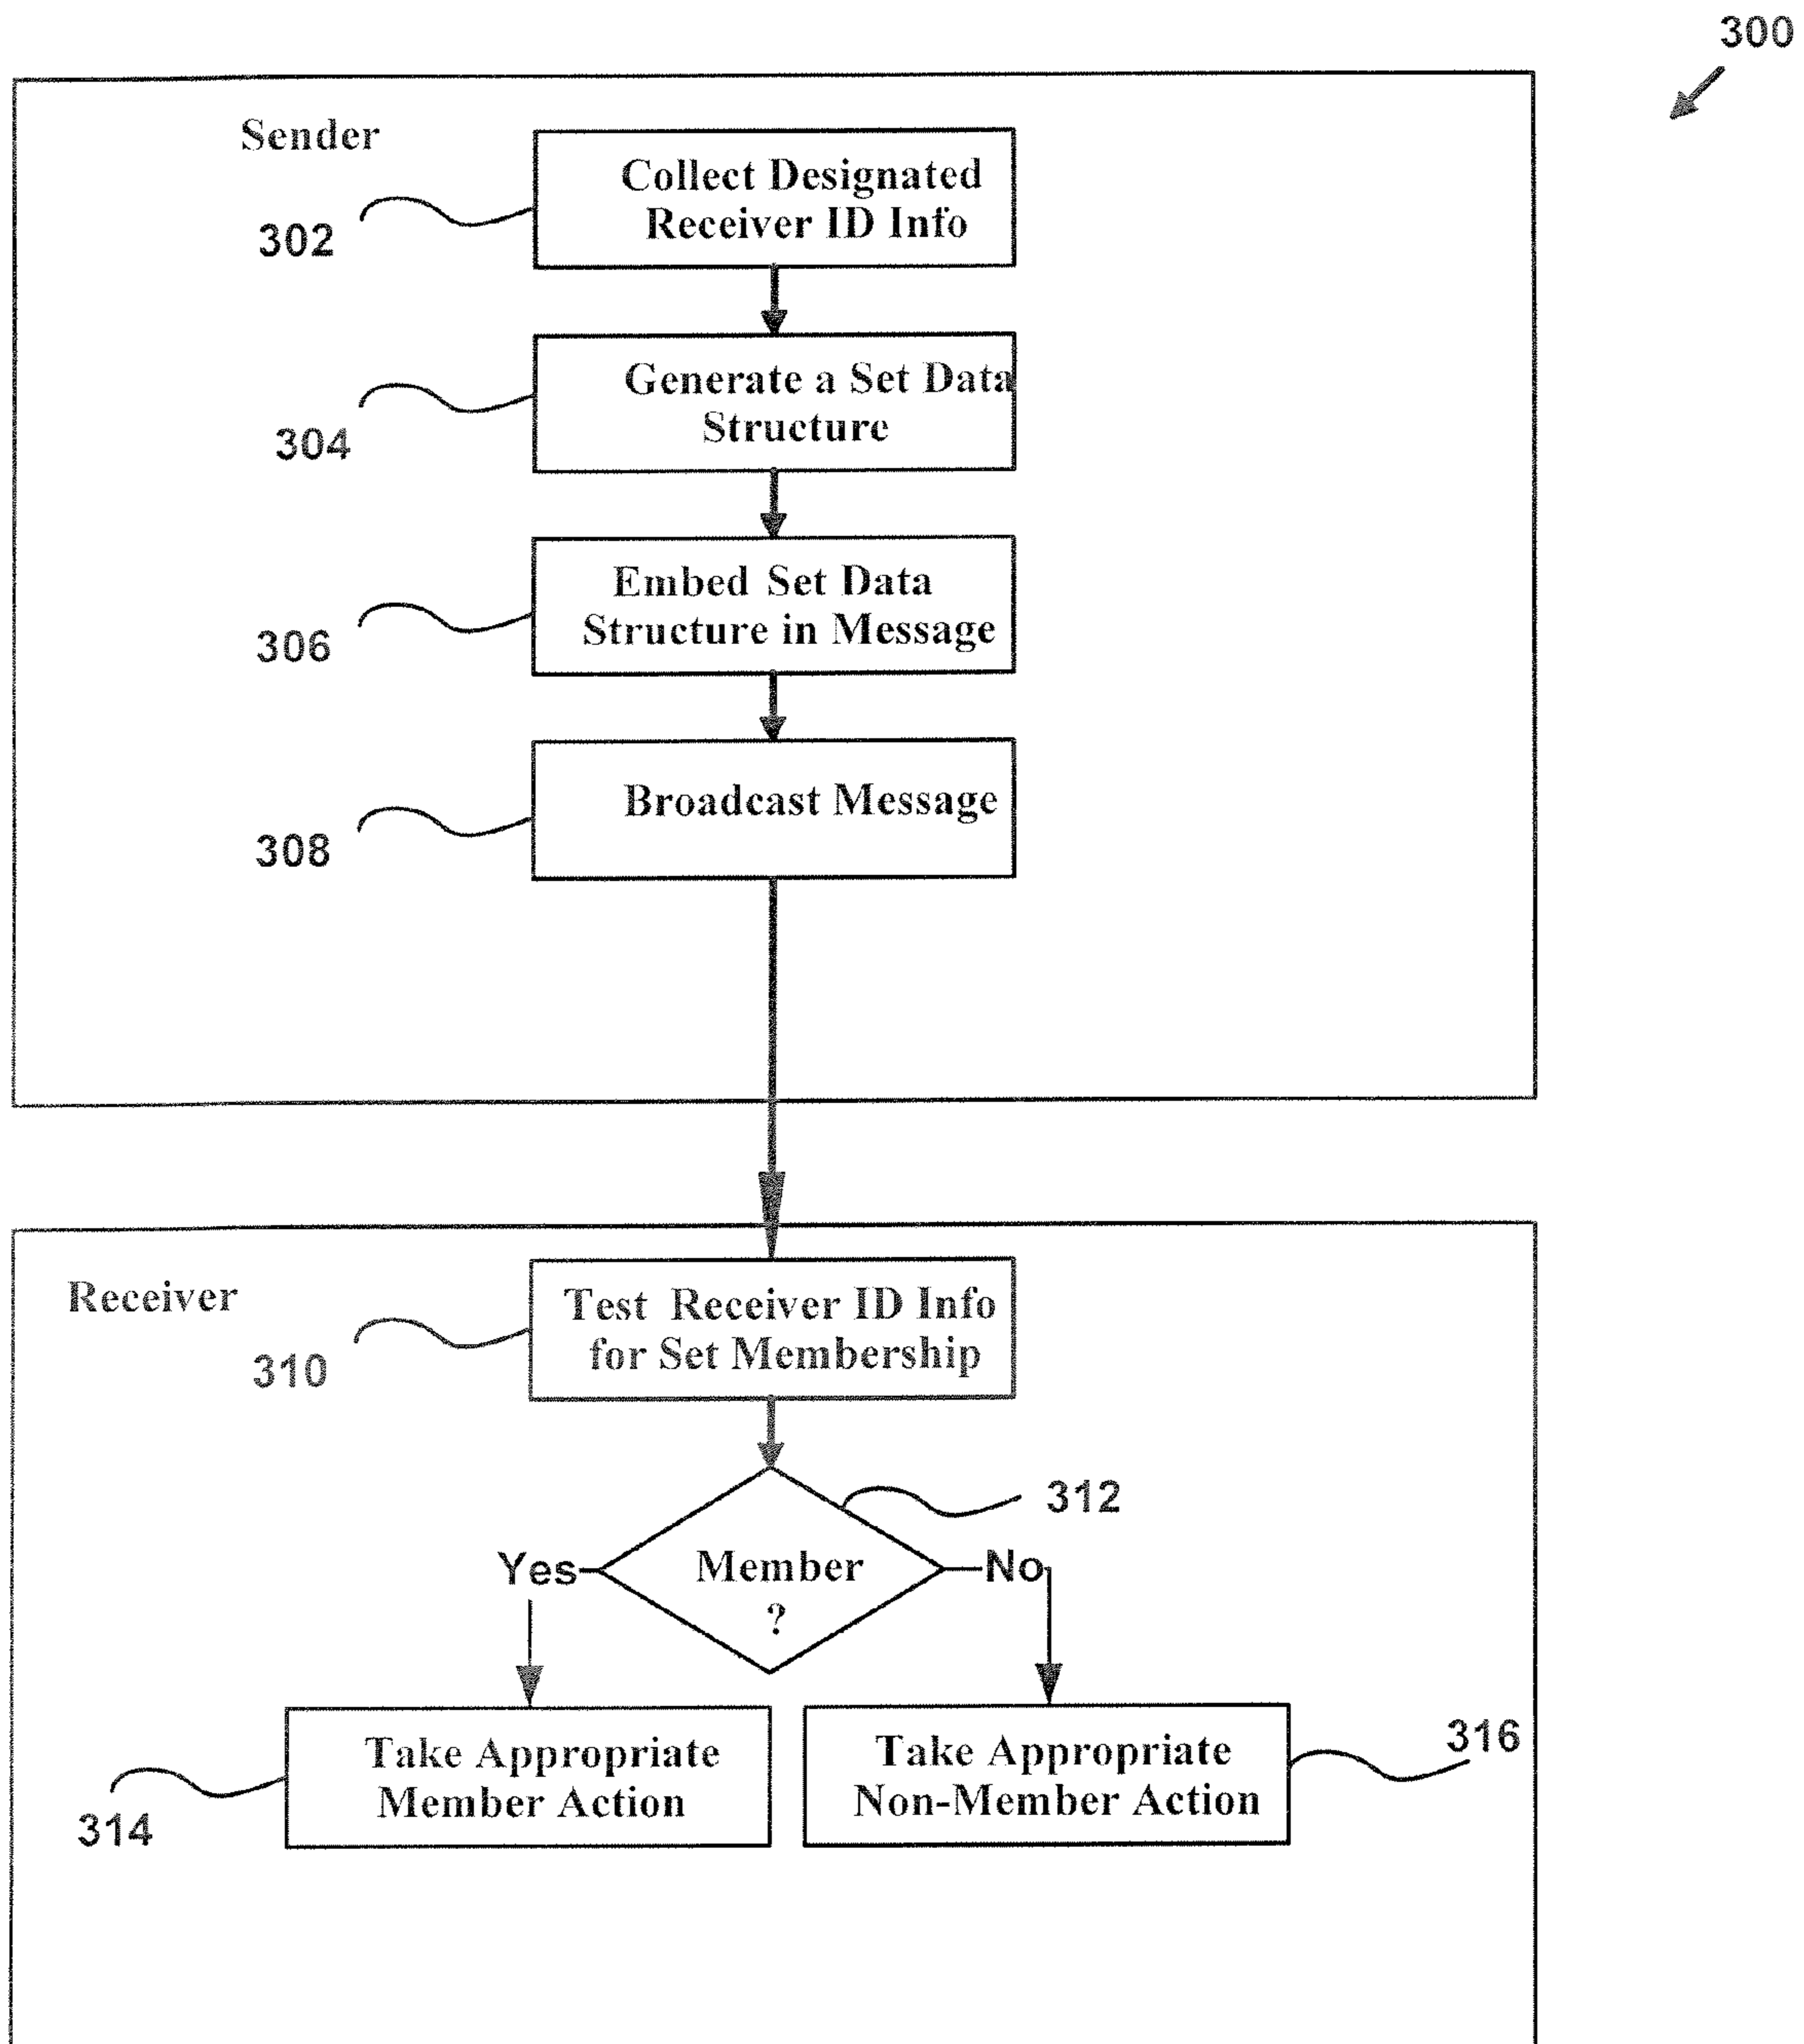 300
Sender
Collect Designated
Receiver ID Info
302
Generate a Set Data
Structure
304
Embed Set Data
Structure in Message
306
Broadcast Message
308
Receiver
Test Receiver ID Info
for Set Membership
310
312
Yes
Member
?
No
Take Appropriate
Member Action
314
Take Appropriate
Non-Member Action
316